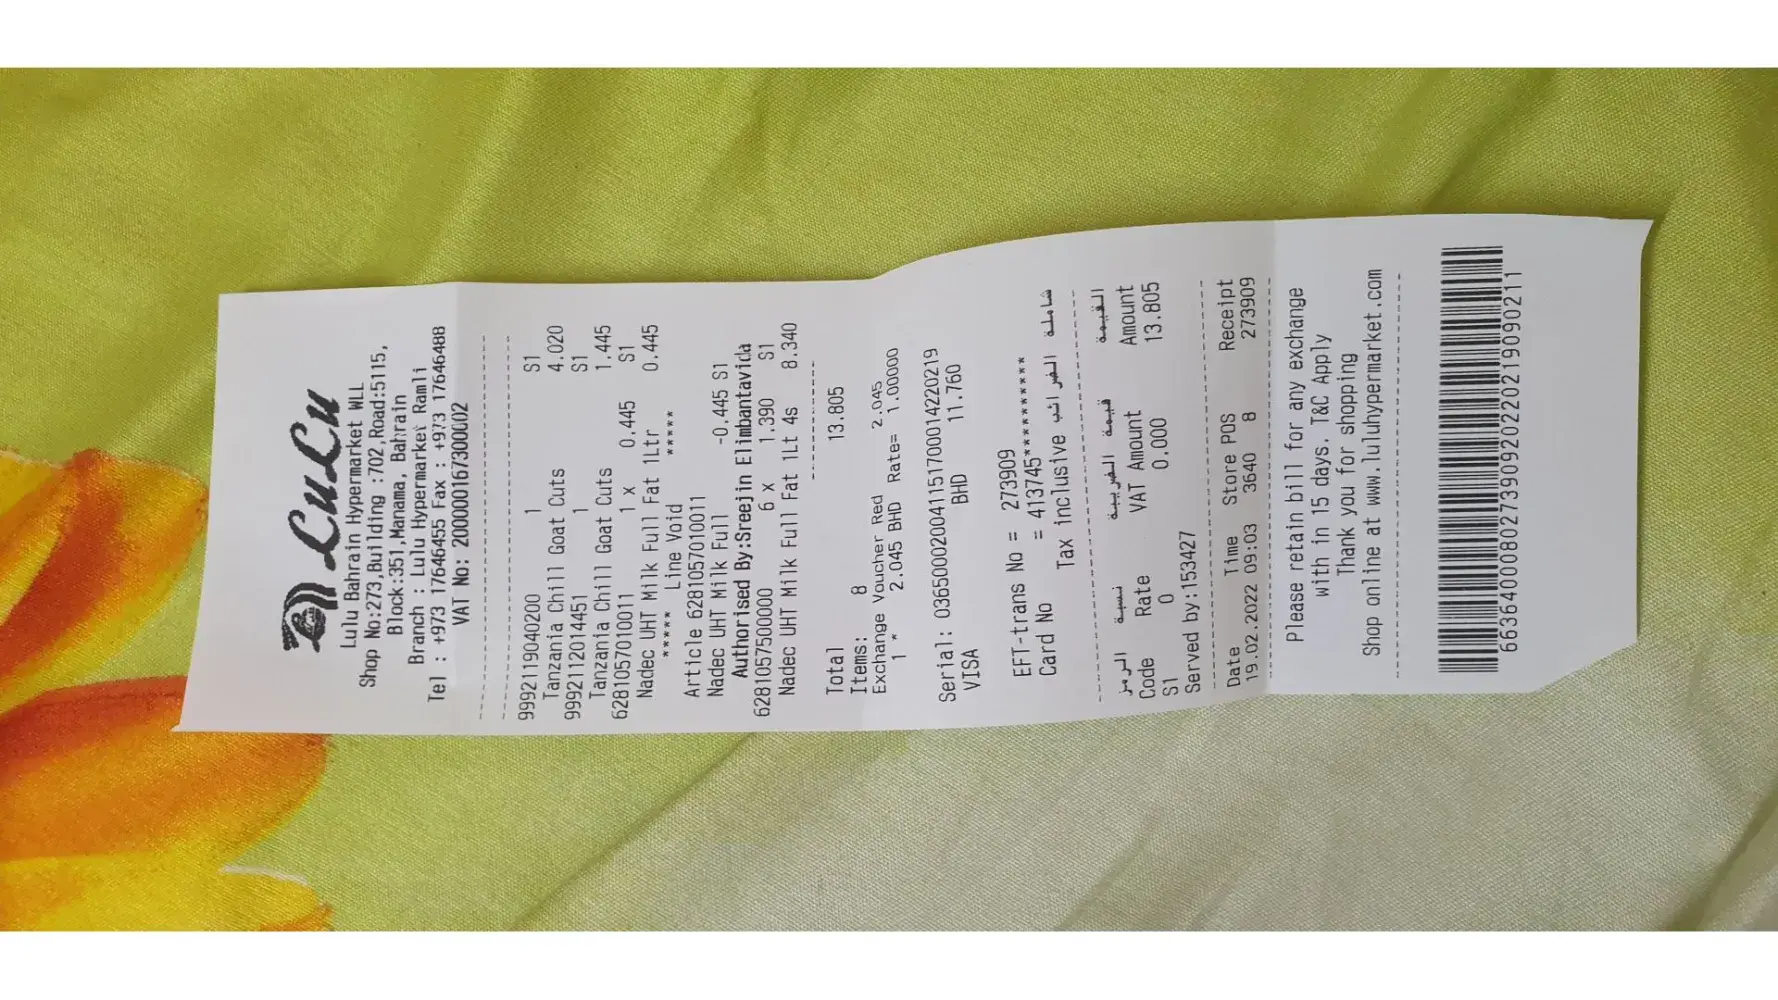 LuLu
Lulu Bahrain Hypermarket WLL
Shop No:273,Building :702,Road:5115,
Block:351,Manama, Bahrain
Branch : Lulu Hypermarket Ramli
Tel : +973 17646455 Fax : +973 17646488
VAT No: 200000167300002
9992119040200 1 S1
Tanzania Chill Goat Cuts 4.020
9992112014451 1 S1
Tanzania Chill Goat Cuts 1.445
6281057010011 1 x 0.445 S1
Nadec UHT Milk Full Fat 1Ltr 0.445
***** Line Void *****
Article 6281057010011
Nadec UHT Milk Full -0.445 S1
Authorised By:Sreejin Elimbantavida
6281057500000 6 x 1.390 S1
Nadec UHT Milk Full Fat 1Lt 4s 8.340
Total 13.805
Items: 8
Exchange Voucher Red 2.045
1 * 2.045 BHD Rate= 1.00000
Serial: 036500020004115170001422021​9
VISA BHD 11.760
EFT-trans No = 273909
Card No = 413745*************
Tax inclusive شاملة الضرائب
الرمز نسبة قيمة الضريبة القيمة
Code Rate VAT Amount Amount
S1 0 0.000 13.805
Served by:153427
Date Time Store POS Receipt
19.02.2022 09:03 3640 8 273909
Please retain bill for any exchange
with in 15 days. T&C Apply
Thank you for shopping
Shop online at www.luluhypermarket.com
663640008027390920220219090211